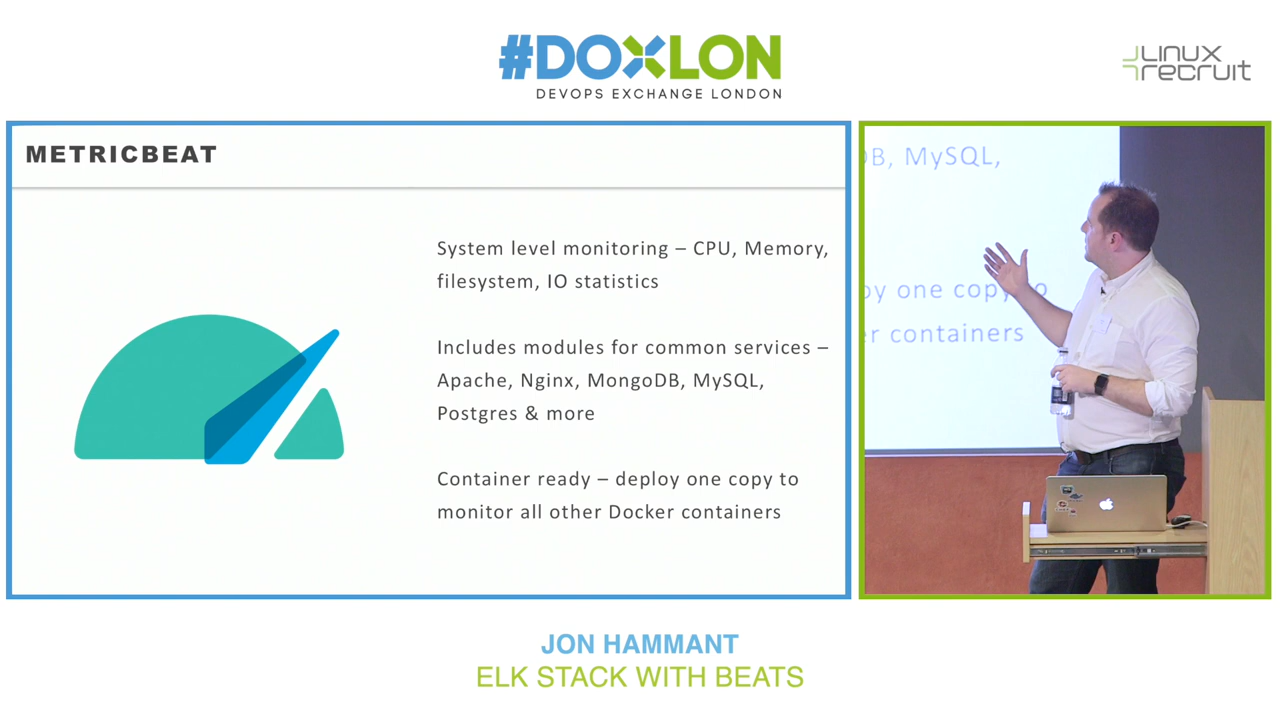 #DOXLON
DEVOPS EXCHANGE LONDON
LINUX
recruit
METRICBEAT
System level monitoring – CPU, Memory,
filesystem, IO statistics
Includes modules for common services –
Apache, Nginx, MongoDB, MySQL,
Postgres & more
Container ready – deploy one copy to
monitor all other Docker containers
DB, MySQL,
oy one copy to
r containers
JON HAMMANT
ELK STACK WITH BEATS